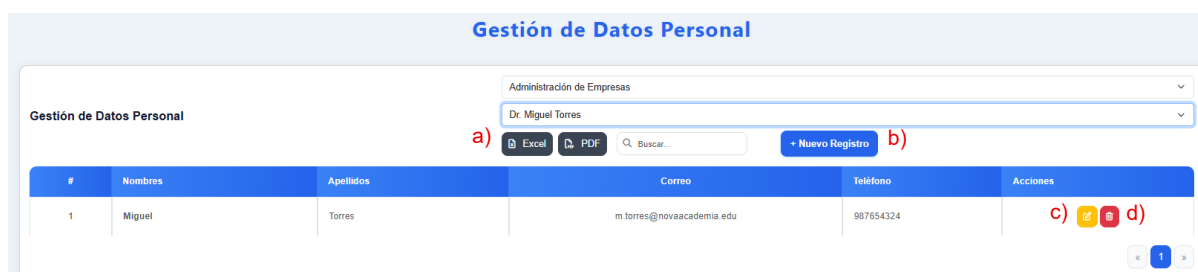 Gestión de Datos Personal
Administración de Empresas
Gestión de Datos Personal
Dr. Miguel Torres
a) Excel PDF Buscar... + Nuevo Registro b)
# Nombres Apellidos Correo Teléfono Acciones
1 Miguel Torres m.torres@novaacademia.edu 987654324 c) d)
« 1 »